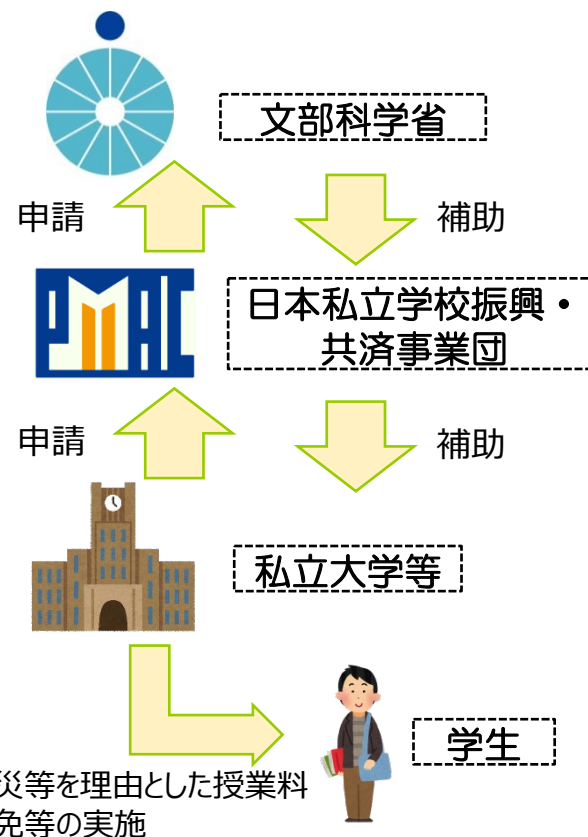 文部科学省
申請
補助
PMAC
日本私立学校振興・
共済事業団
申請
補助
私立大学等
学生
災等を理由とした授業料
免等の実施